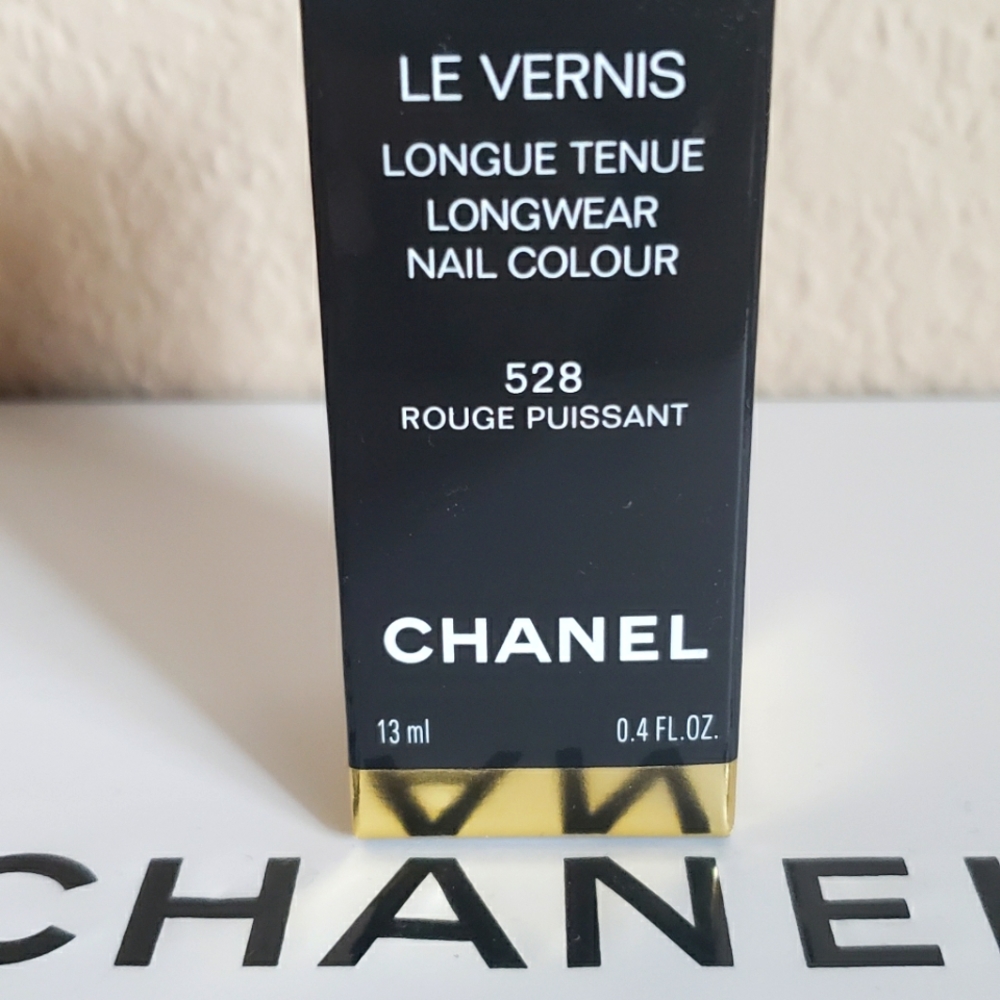 LE VERNIS
LONGUE TENUE
LONGWEAR
NAIL COLOUR
528
ROUGE PUISSANT
CHANEL
13 ml 0.4 FL.OZ.
CHANEL